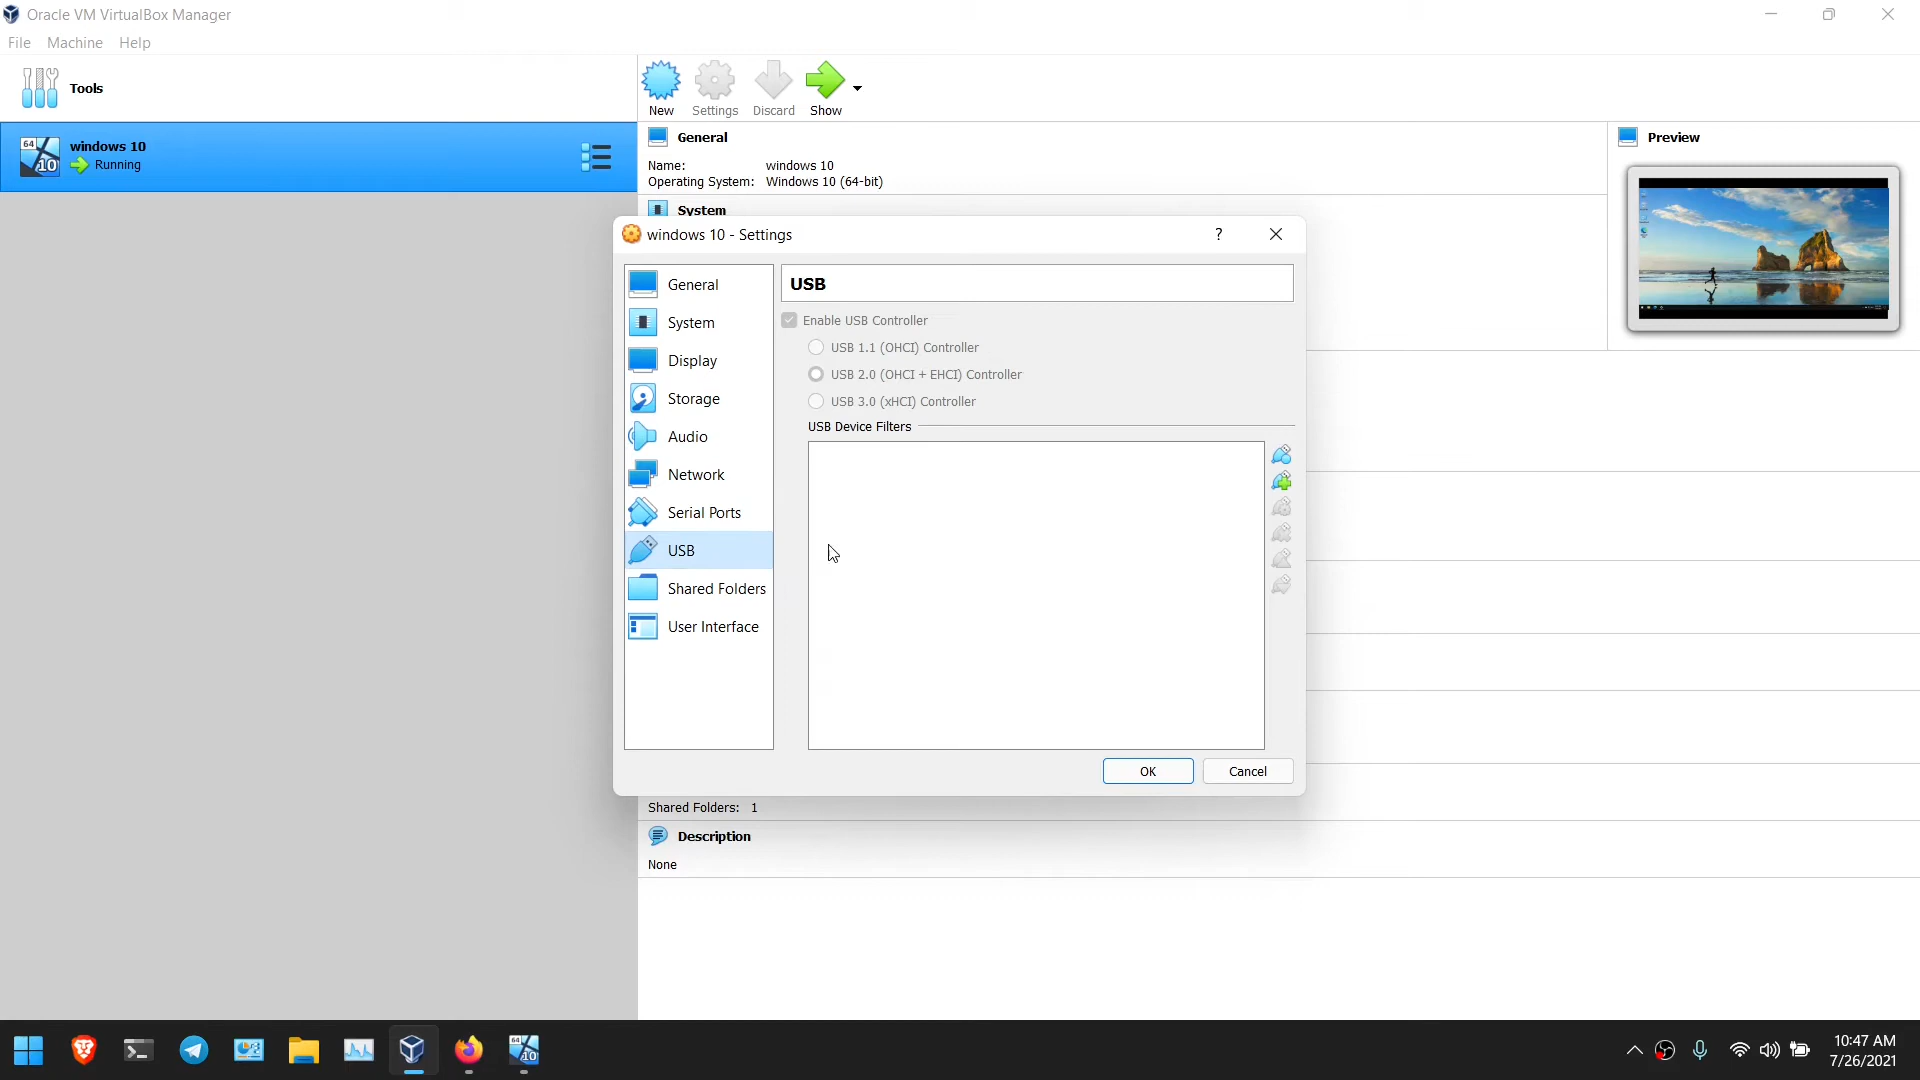 Oracle VM VirtualBox Manager
File Machine Help
Tools
New Settings Discard Show
64
10
windows 10
Running
General
Name: windows 10
Operating System: Windows 10 (64-bit)
System
Preview
windows 10 - Settings
?
General
System
Display
Storage
Audio
Network
Serial Ports
USB
Shared Folders
User Interface
USB
Enable USB Controller
USB 1.1 (OHCI) Controller
USB 2.0 (OHCI + EHCI) Controller
USB 3.0 (xHCI) Controller
USB Device Filters
OK Cancel
Shared Folders: 1
Description
None
64
10
10:47 AM
7/26/2021